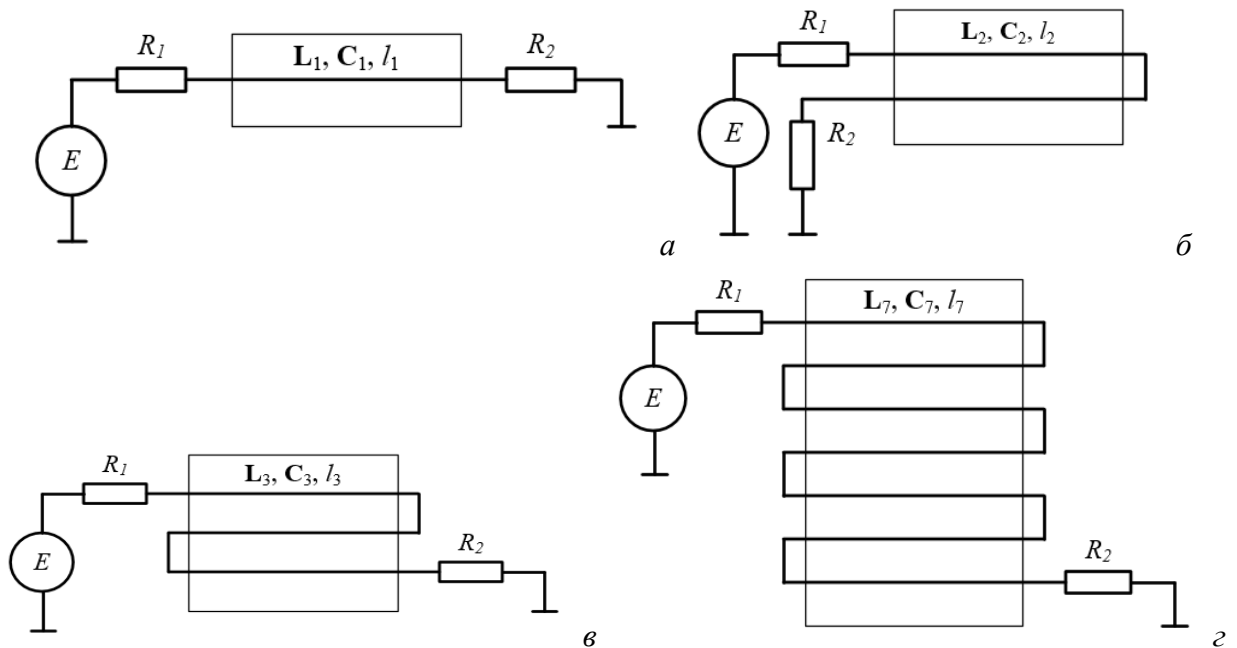 R1
L1, C1, l1
R2
E
а
R1
L2, C2, l2
E
R2
б
R1
L3, C3, l3
E
R2
в
R1
L7, C7, l7
E
R2
г